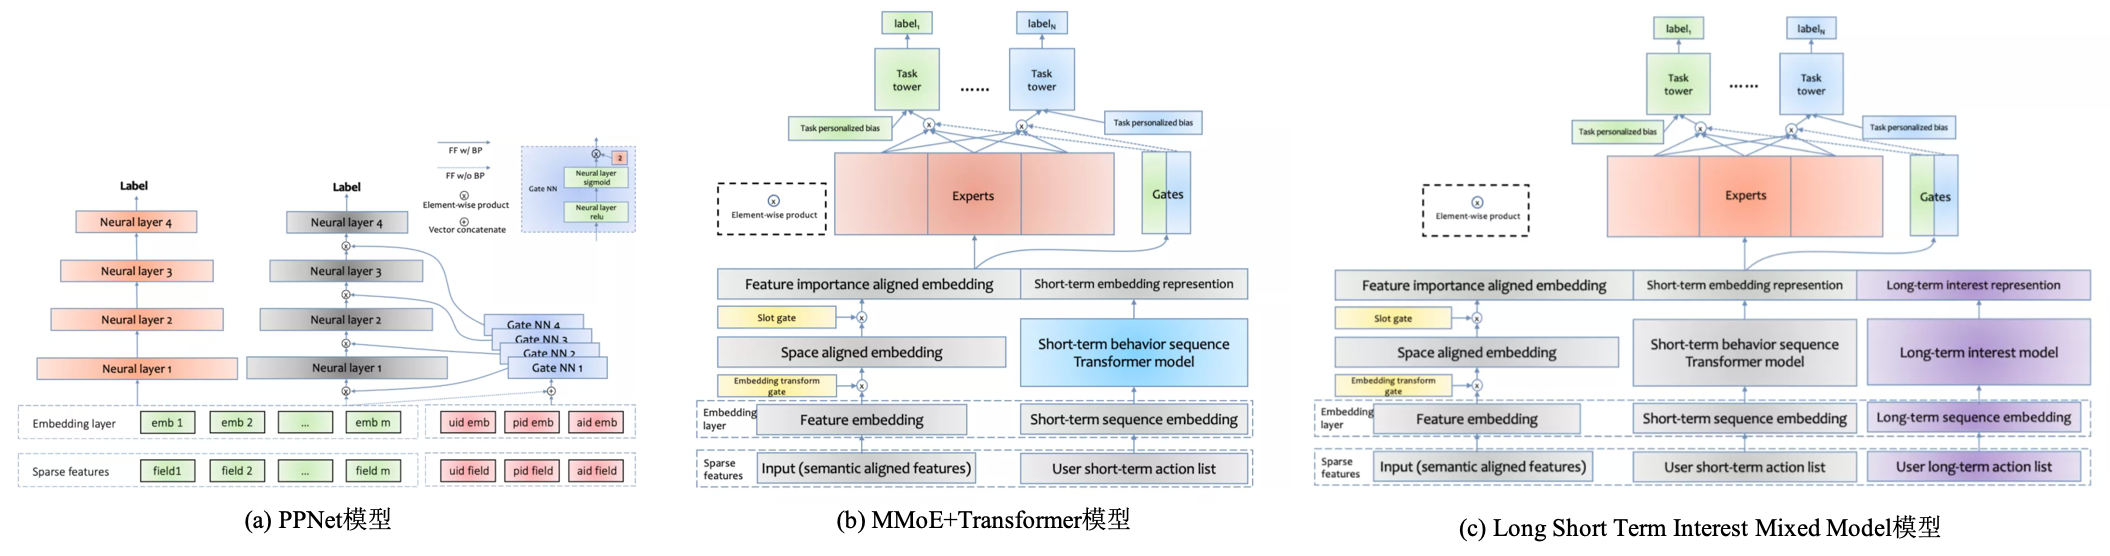 Label
Neural layer 4
Neural layer 3
Neural layer 2
Neural layer 1
Label
Neural layer 4
Neural layer 3
Neural layer 2
Neural layer 1
Gate NN 4
Gate NN 3
Gate NN 2
Gate NN 1
FF w/ BP
FF w/o BP
x
Element-wise product
+
Vector concatenate
Gate NN
x
2
Neural layer
sigmoid
Neural layer
relu
x
x
x
x
+
Embedding layer
emb 1
emb 2
...
emb m
uid emb
pid emb
aid emb
Sparse features
field1
field 2
...
field m
uid field
pid field
aid field
(a) PPNet模型
label1
labelN
Task
tower
......
Task
tower
Task personalized bias
x
x
Task personalized bias
x
Element-wise product
Experts
Gates
Feature importance aligned embedding
Short-term embedding represention
Slot gate
x
Space aligned embedding
Short-term behavior sequence
Transformer model
Embedding transform
gate
x
Embedding
layer
Feature embedding
Short-term sequence embedding
Sparse
features
Input (semantic aligned features)
User short-term action list
(b) MMoE+Transformer模型
label1
labelN
Task
tower
......
Task
tower
Task personalized bias
x
x
Task personalized bias
x
Element-wise product
Experts
Gates
Feature importance aligned embedding
Short-term embedding represention
Long-term interest represention
Slot gate
x
Space aligned embedding
Short-term behavior sequence
Transformer model
Long-term interest model
Embedding transform
gate
x
Embedding
layer
Feature embedding
Short-term sequence embedding
Long-term sequence embedding
Sparse
features
Input (semantic aligned features)
User short-term action list
User long-term action list
(c) Long Short Term Interest Mixed Model模型